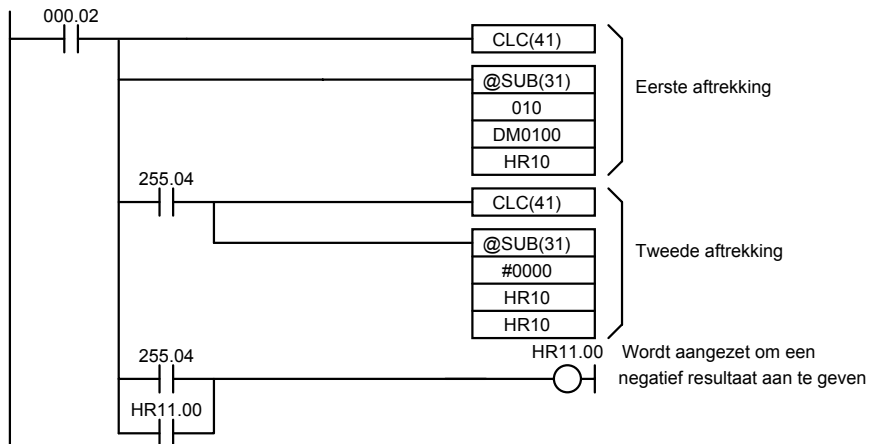 000.02
CLC(41)
@SUB(31)
010
DM0100
HR10
Eerste aftrekking
255.04
CLC(41)
@SUB(31)
#0000
HR10
HR10
Tweede aftrekking
255.04
HR11.00
Wordt aangezet om een
negatief resultaat aan te geven
HR11.00